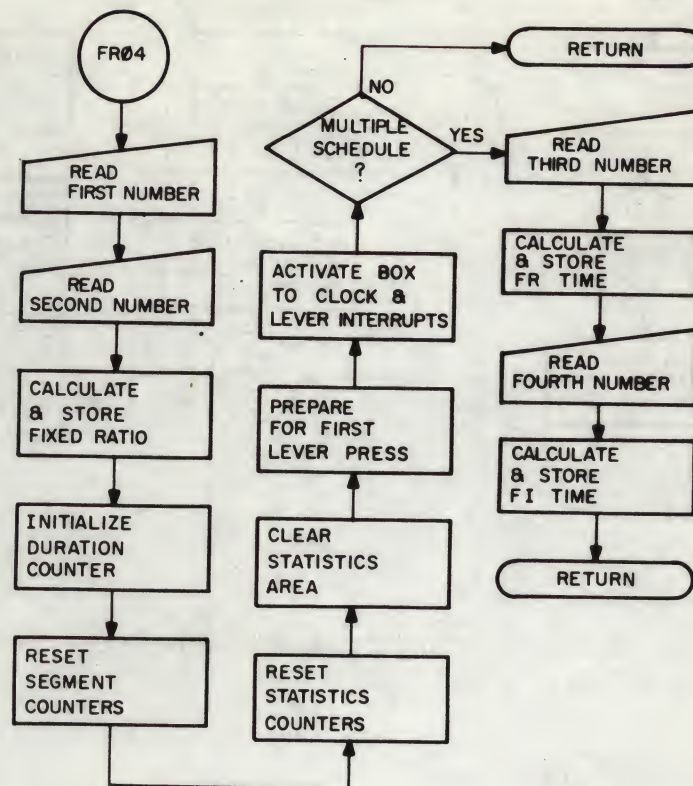 FRØ4
READ
FIRST NUMBER
READ
SECOND NUMBER
CALCULATE
& STORE
FIXED RATIO
INITIALIZE
DURATION
COUNTER
RESET
SEGMENT
COUNTERS
RESET
STATISTICS
COUNTERS
CLEAR
STATISTICS
AREA
PREPARE
FOR FIRST
LEVER PRESS
ACTIVATE BOX
TO CLOCK &
LEVER INTERRUPTS
MULTIPLE
SCHEDULE
?
NO
RETURN
YES
READ
THIRD NUMBER
CALCULATE
& STORE
FR TIME
READ
FOURTH NUMBER
CALCULATE
& STORE
FI TIME
RETURN